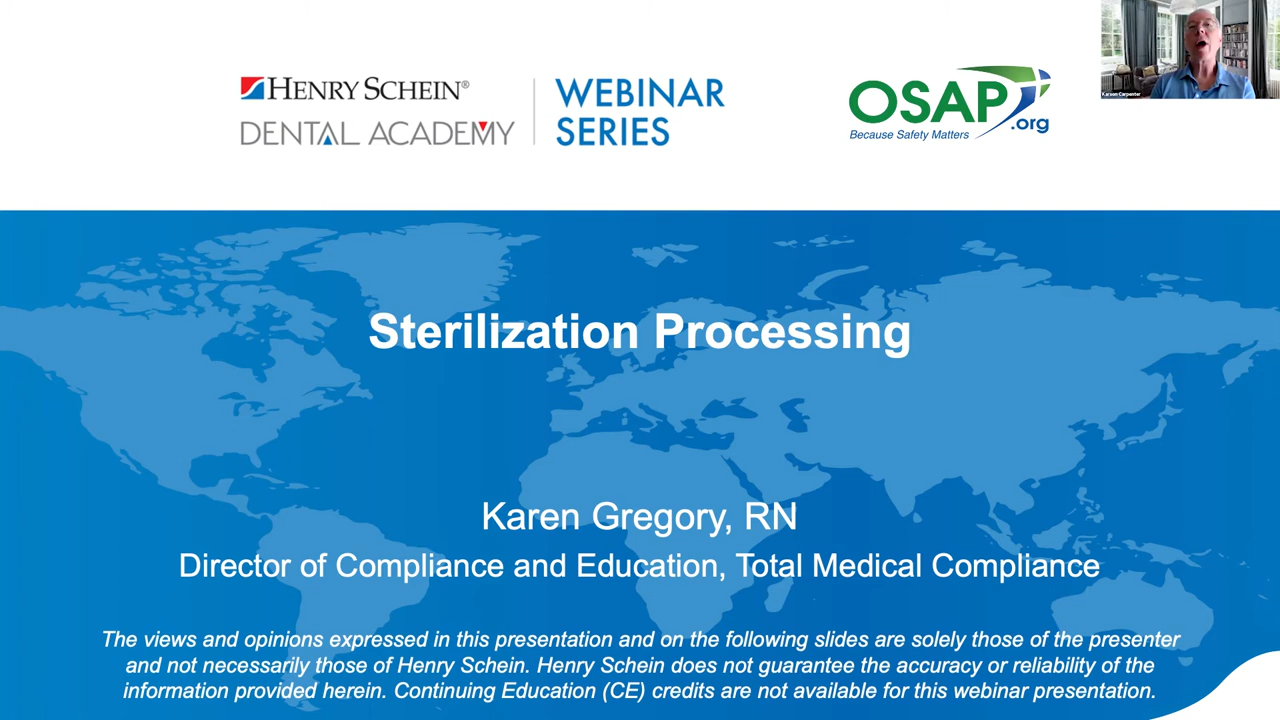 HENRY SCHEIN®
DENTAL ACADEMY
WEBINAR
SERIES
OSAP
.org
Because Safety Matters
Karson Carpenter
Sterilization Processing
Karen Gregory, RN
Director of Compliance and Education, Total Medical Compliance
The views and opinions expressed in this presentation and on the following slides are solely those of the presenter
and not necessarily those of Henry Schein. Henry Schein does not guarantee the accuracy or reliability of the
information provided herein. Continuing Education (CE) credits are not available for this webinar presentation.